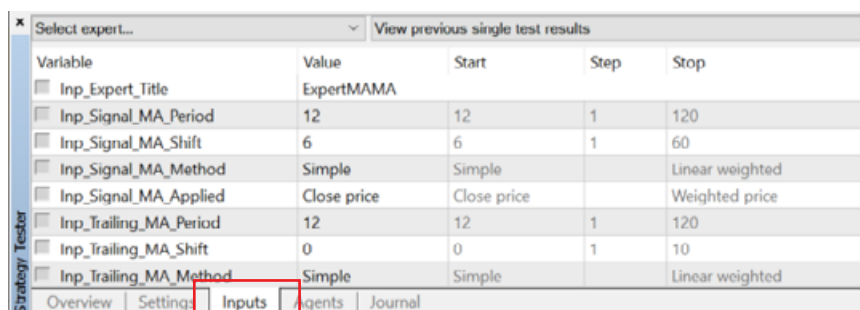 Select expert... View previous single test results
Variable Value Start Step Stop
Inp_Expert_Title ExpertMAMA
Inp_Signal_MA_Period 12 12 1 120
Inp_Signal_MA_Shift 6 6 1 60
Inp_Signal_MA_Method Simple Simple Linear weighted
Inp_Signal_MA_Applied Close price Close price Weighted price
Inp_Trailing_MA_Period 12 12 1 120
Inp_Trailing_MA_Shift 0 0 1 10
Inp_Trailing_MA_Method Simple Simple Linear weighted
Overview Settings Inputs Agents Journal
Strategy Tester